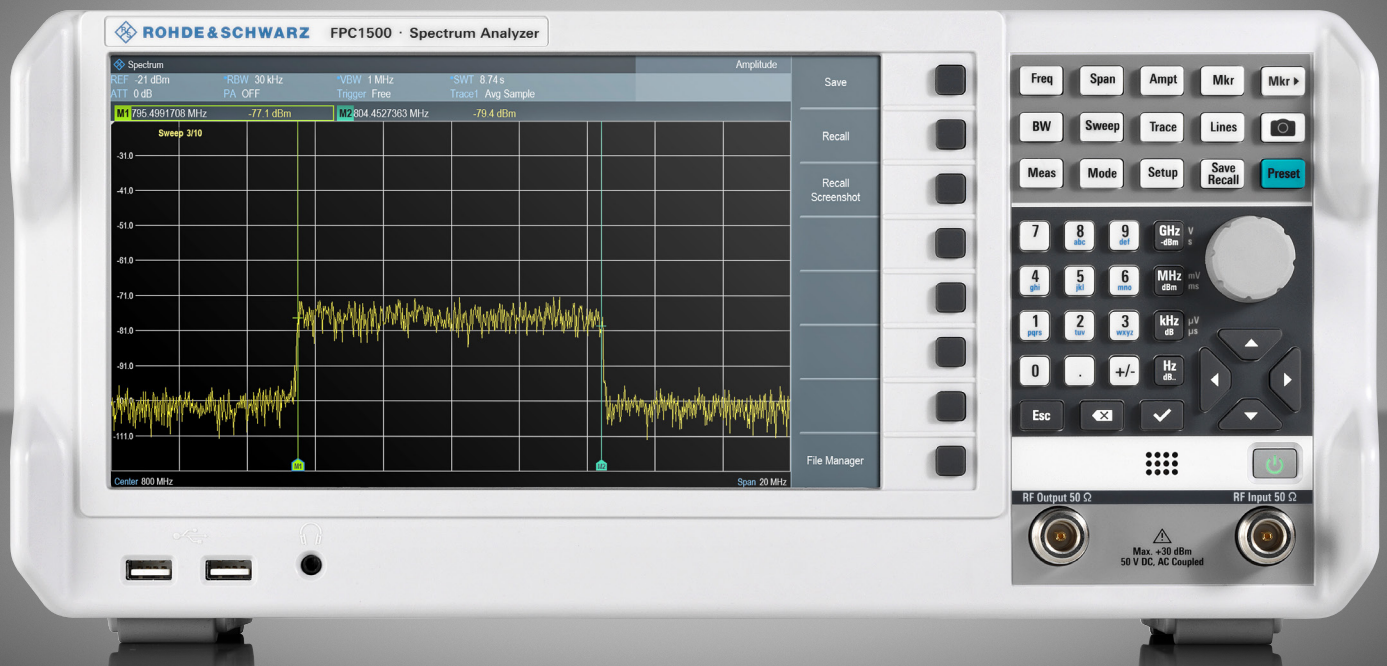 ROHDE & SCHWARZ FPC1500 · Spectrum Analyzer
Spectrum Amplitude
REF -21 dBm °RBW 30 kHz °VBW 1 MHz °SWT 8.74 s
ATT 0 dB PA OFF Trigger Free Trace1 Avg Sample
M1 795.4991708 MHz -77.1 dBm M2 804.4527363 MHz -79.4 dBm
Sweep 3/10
-31.0
-41.0
-51.0
-61.0
-71.0
-81.0
-91.0
-111.0
M1 M2
Center 800 MHz Span 20 MHz
Save
Recall
Recall
Screenshot
File Manager
Freq Span Ampt Mkr Mkr
BW Sweep Trace Lines
Meas Mode Setup Save Recall Preset
7 8 abc 9 def GHz -dBm V s
4 ghi 5 jkl 6 mno MHz dBm mV ms
1 pqrs 2 tuv 3 wxyz kHz dB µV µs
0 . +/- Hz dB..
Esc
RF Output 50 Ω RF Input 50 Ω
Max. +30 dBm
50 V DC, AC Coupled